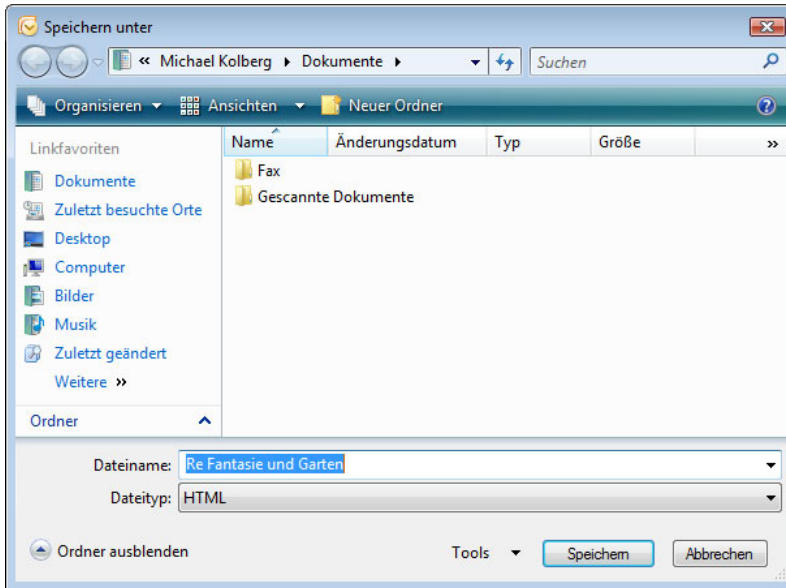 Speichern unter
« Michael Kolberg Dokumente Suchen
Organisieren Ansichten Neuer Ordner
Linkfavoriten
Name Änderungsdatum Typ Größe »
Dokumente
Fax
Zuletzt besuchte Orte
Gescannte Dokumente
Desktop
Computer
Bilder
Musik
Zuletzt geändert
Weitere »
Ordner
Dateiname: Re Fantasie und Garten
Dateityp: HTML
Ordner ausblenden Tools Speichern Abbrechen